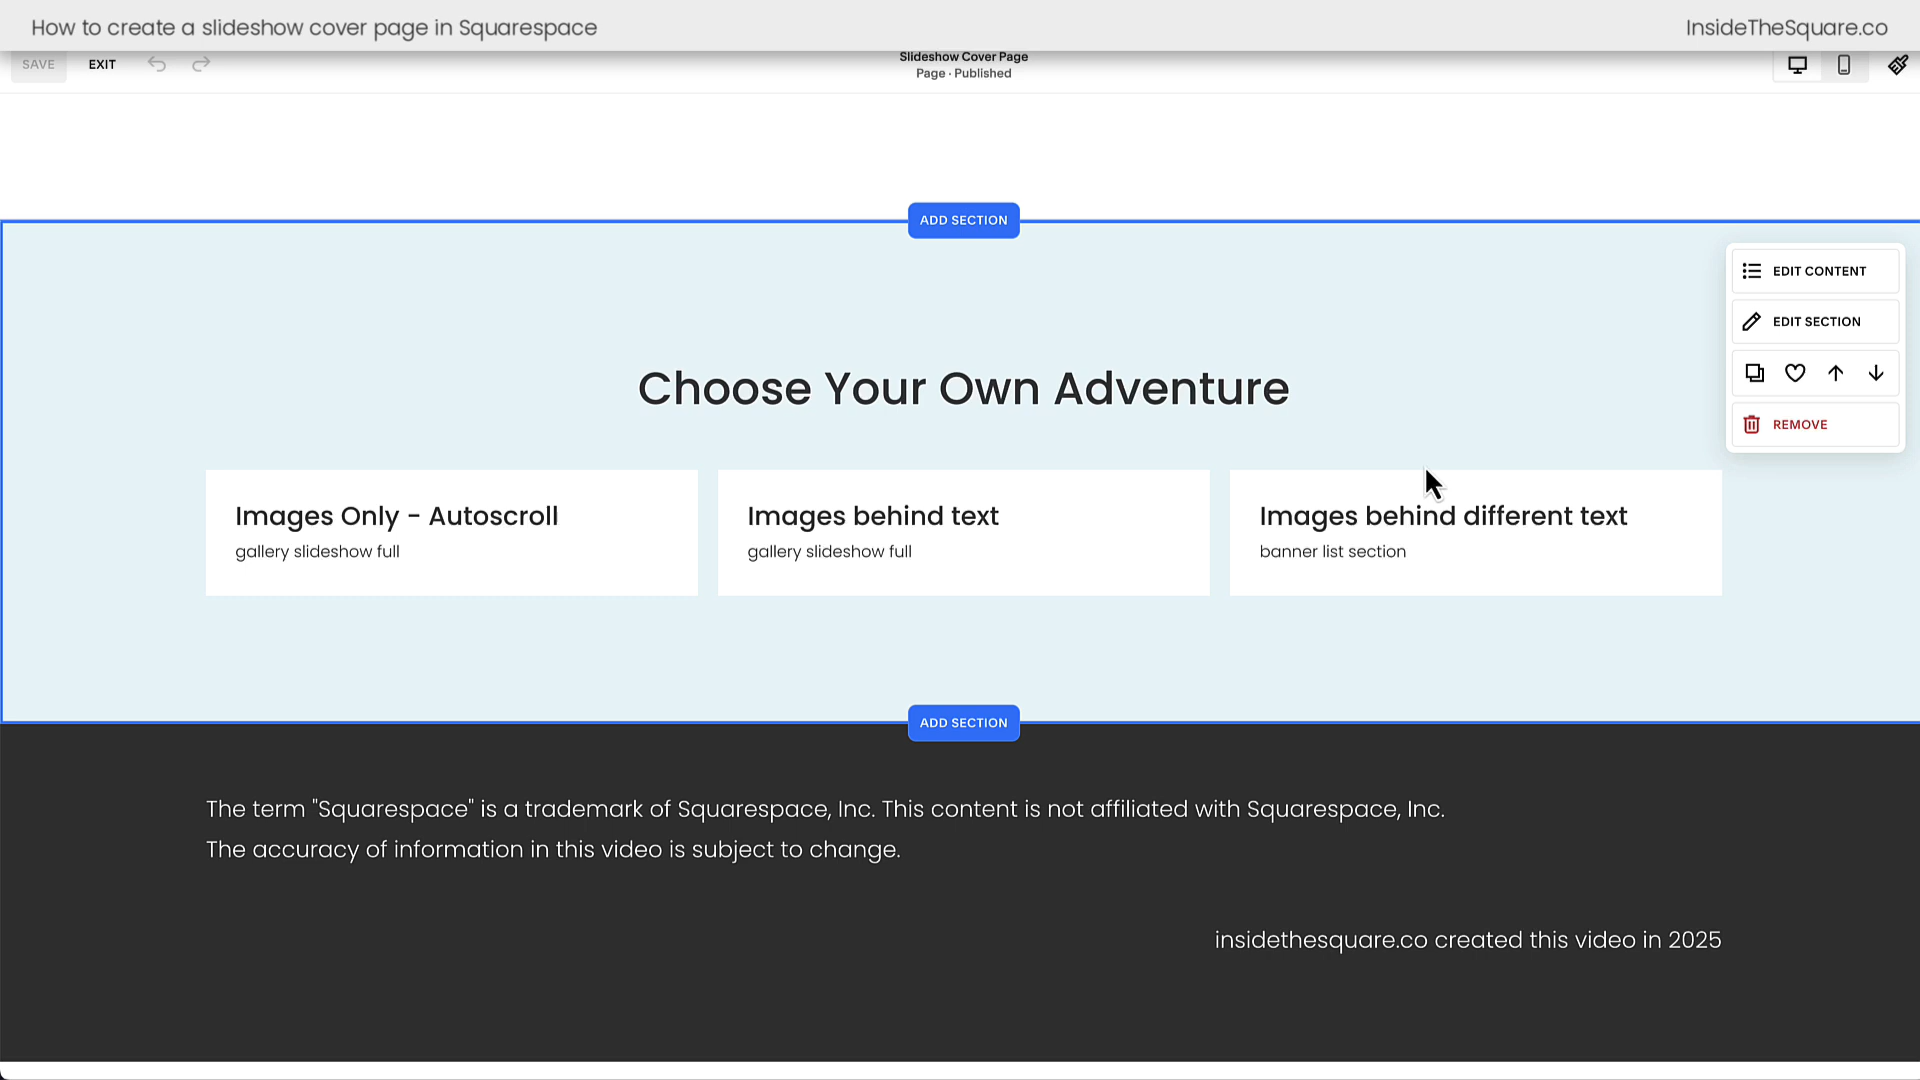 How to create a slideshow cover page in Squarespace
InsideTheSquare.co
SAVE
EXIT
Slideshow Cover Page
Page · Published
ADD SECTION
EDIT CONTENT
EDIT SECTION
REMOVE
Choose Your Own Adventure
Images Only - Autoscroll
gallery slideshow full
Images behind text
gallery slideshow full
Images behind different text
banner list section
ADD SECTION
The term "Squarespace" is a trademark of Squarespace, Inc. This content is not affiliated with Squarespace, Inc.
The accuracy of information in this video is subject to change.
insidethesquare.co created this video in 2025